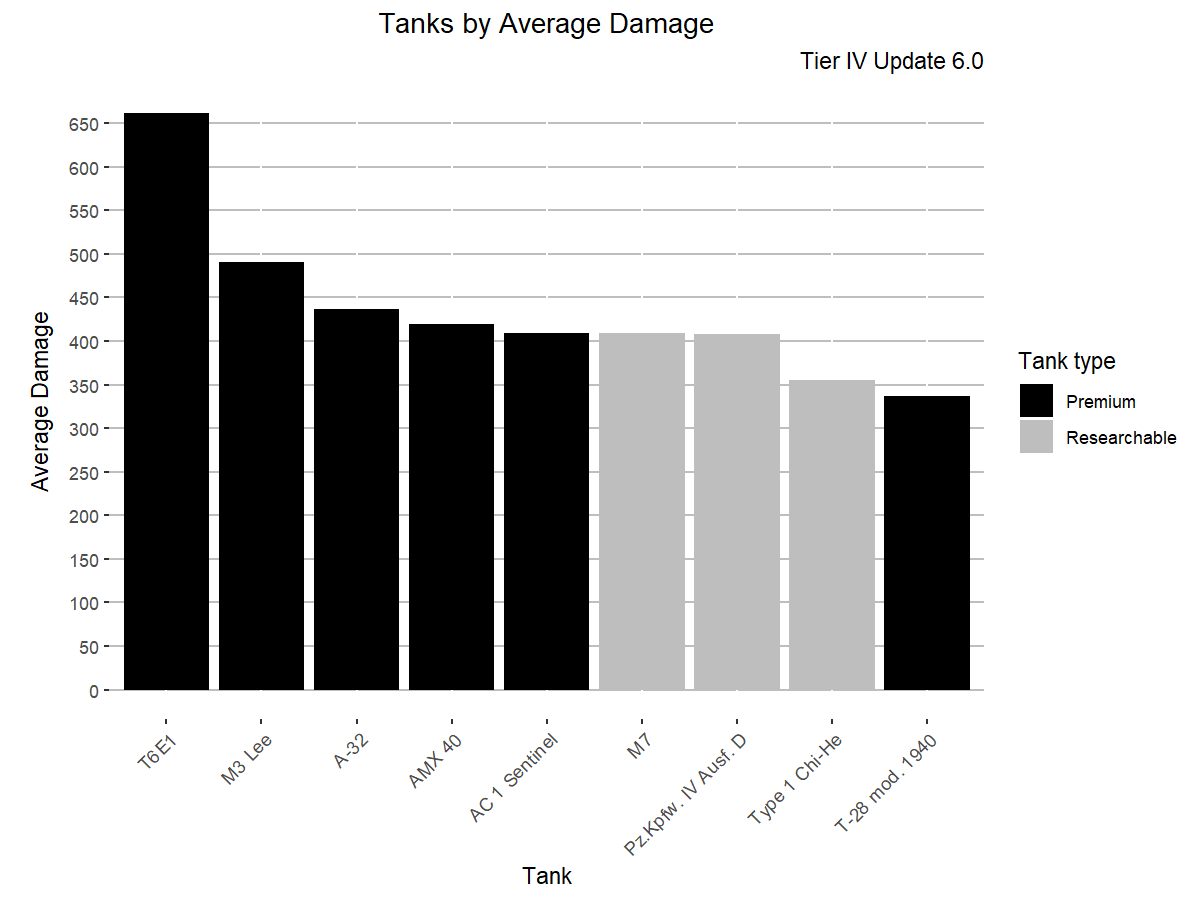 Tanks by Average Damage
Tier IV Update 6.0
Average Damage
650
600
550
500
450
400
350
300
250
200
150
100
50
0
T6E1
M3 Lee
A-32
AMX 40
AC 1 Sentinel
M7
Pz.Kpfw. IV Ausf. D
Type 1 Chi-He
T-28 mod. 1940
Tank
Tank type
Premium
Researchable